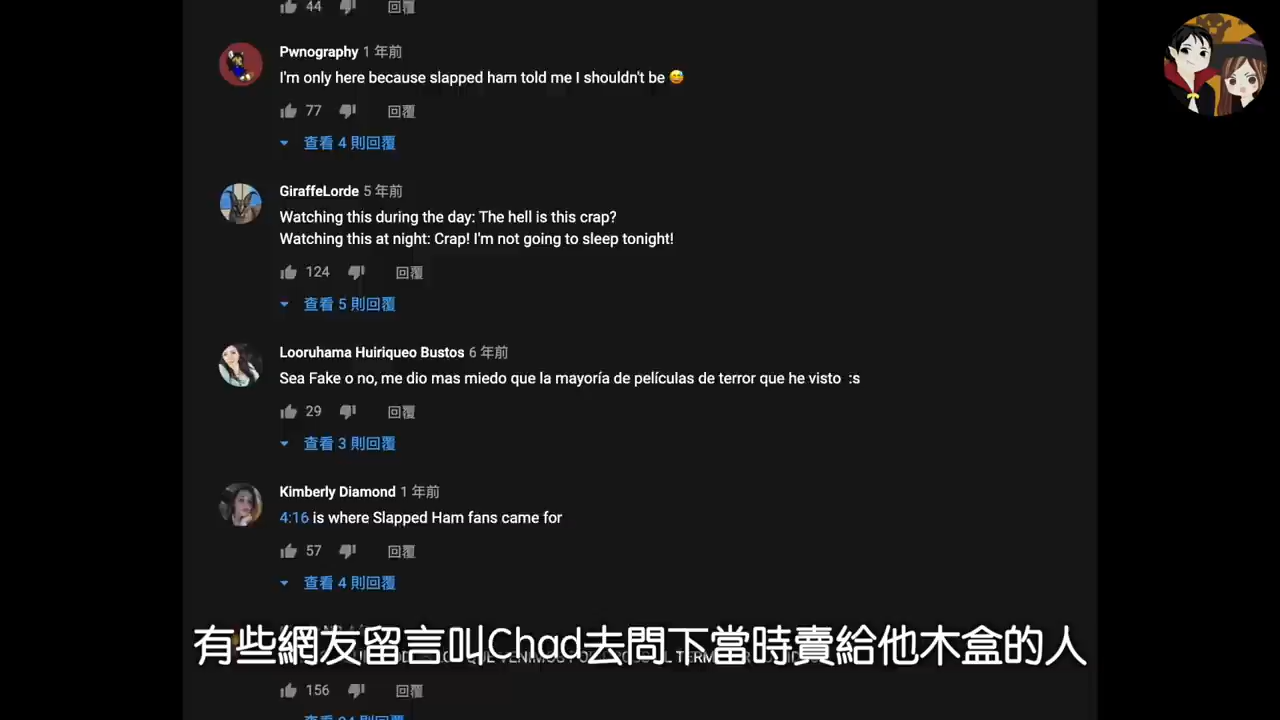 44 回覆
Pwnography 1 年前
I'm only here because slapped ham told me I shouldn't be 😅
77 回覆
查看 4 則回覆
GiraffeLorde 5 年前
Watching this during the day: The hell is this crap?
Watching this at night: Crap! I'm not going to sleep tonight!
124 回覆
查看 5 則回覆
Looruhama Huiriqueo Bustos 6 年前
Sea Fake o no, me dio mas miedo que la mayoría de películas de terror que he visto :s
29 回覆
查看 3 則回覆
Kimberly Diamond 1 年前
4:16 is where Slapped Ham fans came for
57 回覆
查看 4 則回覆
有些網友留言叫Chad去問下當時賣給他木盒的人
156 回覆